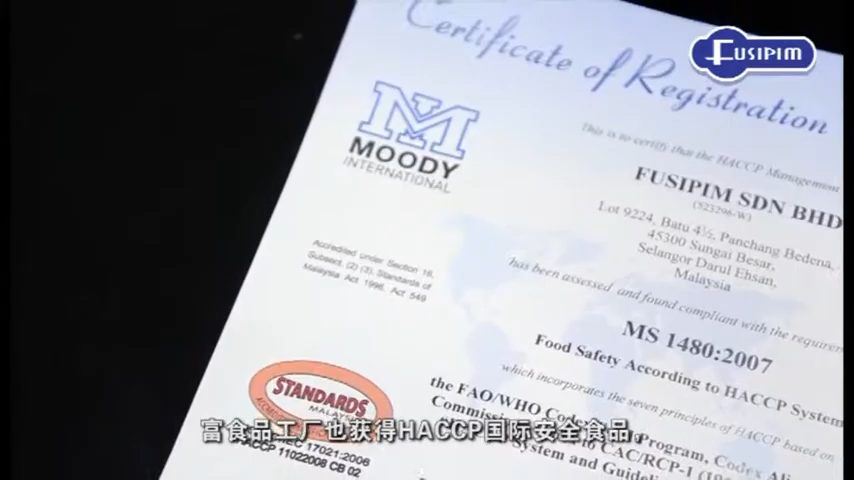 Certificate of Registration
FUSIPIM
MOODY
INTERNATIONAL
This is to certify that the HACCP Management
FUSIPIM SDN BHD
(523296-W)
Lot 9224, Batu 4½, Panchang Bedena,
45300 Sungai Besar,
Selangor Darul Ehsan,
Malaysia
Accredited under Section 16,
Subsect. (2) (3), Standards of
Malaysia Act 1996, Act 549
has been assessed and found compliant with the
MS 1480:2007
Food Safety According to HACCP System
which incorporates the seven principles of HACCP based on
the FAO/WHO
Program, Codex
CAC/RCP-1
System and
STANDARDS
MALAYSIA
17021:2006
HACCP 11022008 CB 02
富食品工厂也获得HACCP国际安全食品